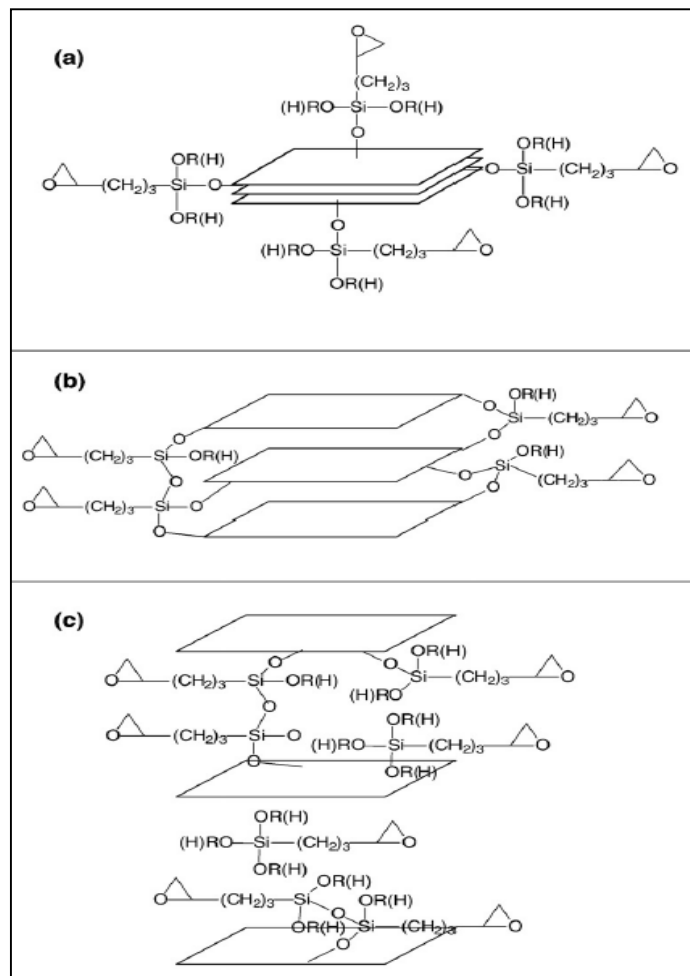 (a)
O
(CH₂)₃
(H)RO—Si—OR(H)
O
OR(H) OR(H)
O (CH₂)₃—Si—O O—Si—(CH₂)₃ O
OR(H) OR(H)
O
(H)RO—Si—(CH₂)₃ O
OR(H)
(b)
OR(H)
O Si—(CH₂)₃ O
O O
O (CH₂)₃—Si OR(H) OR(H)
O O Si (CH₂)₃ O
O (CH₂)₃—Si—O O
O
(c)
O O OR(H)
O (CH₂)₃—Si—OR(H) Si—(CH₂)₃ O
(H)RO
O OR(H)
O (CH₂)₃—Si—O (H)RO—Si—(CH₂)₃ O
O OR(H)
OR(H)
(H)RO—Si—(CH₂)₃ O
OR(H)
OR(H)
O (CH₂)₃—Si OR(H)
O
OR(H) Si—(CH₂)₃ O
O